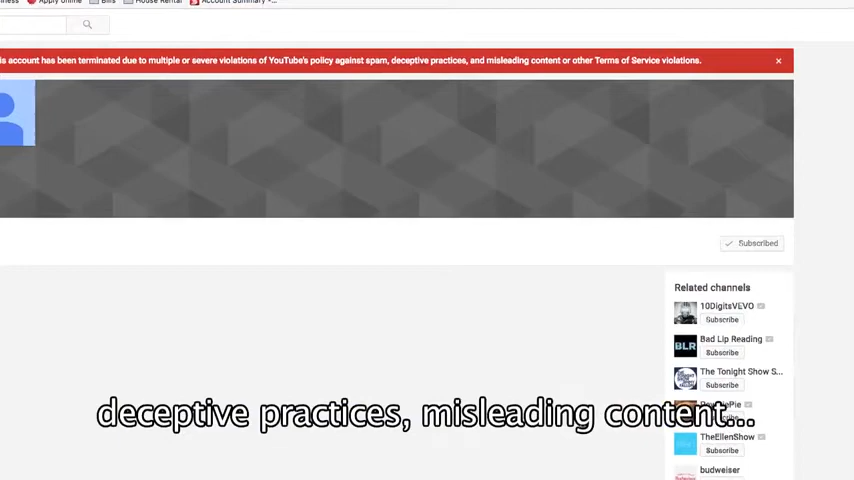 Apply online Bills House Rental Account Summary -...
is account has been terminated due to multiple or severe violations of YouTube's policy against spam, deceptive practices, and misleading content or other Terms of Service violations. ×
Subscribed
Related channels
10DigitsVEVO
Subscribe
Bad Lip Reading
BLR
Subscribe
The Tonight Show S...
Subscribe
TheEllenShow
Subscribe
budweiser
deceptive practices, misleading content...